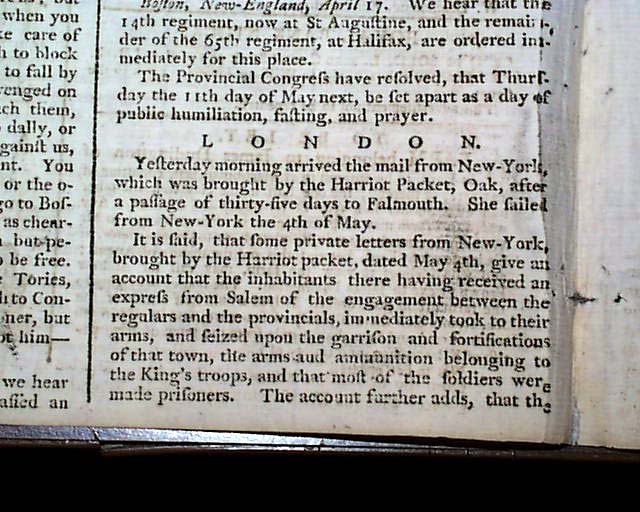 when you
ke care of
h to block
to fall by
venged on
ch them,
dally, or
gainſt us,
nt. You
or the o-
go to Boſ-
as chear-
but pe-
be free.
Tories,
h to Con-
ner, but
him—
we hear
aſſed an
Boſton, New-England, April 17. We hear that the
14th regiment, now at St Auguſtine, and the remain-
der of the 65th regiment, at Halifax, are ordered im-
mediately for this place.
The Provincial Congreſs have reſolved, that Thurſ-
day the 11th day of May next, be ſet apart as a day of
public humiliation, faſting, and prayer.
L O N D O N.
Yeſterday morning arrived the mail from New-York,
which was brought by the Harriot Packet, Oak, after
a paſſage of thirty-five days to Falmouth. She ſailed
from New-York the 4th of May.
It is ſaid, that ſome private letters from New-York,
brought by the Harriot packet, dated May 4th, give an
account that the inhabitants there having received an
expreſs from Salem of the engagement between the
regulars and the provincials, immediately took to their
arms, and ſeized upon the garriſon and fortifications
of that town, the arms and ammunition belonging to
the King's troops, and that moſt of the ſoldiers were
made priſoners. The account further adds, that the